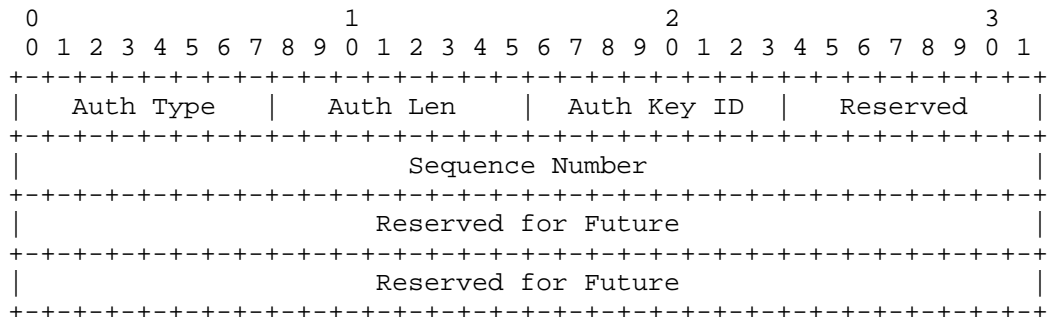 0                   1                   2                   3
 0 1 2 3 4 5 6 7 8 9 0 1 2 3 4 5 6 7 8 9 0 1 2 3 4 5 6 7 8 9 0 1
+-+-+-+-+-+-+-+-+-+-+-+-+-+-+-+-+-+-+-+-+-+-+-+-+-+-+-+-+-+-+-+-+
|   Auth Type   |   Auth Len    |  Auth Key ID  |   Reserved    |
+-+-+-+-+-+-+-+-+-+-+-+-+-+-+-+-+-+-+-+-+-+-+-+-+-+-+-+-+-+-+-+-+
|                        Sequence Number                        |
+-+-+-+-+-+-+-+-+-+-+-+-+-+-+-+-+-+-+-+-+-+-+-+-+-+-+-+-+-+-+-+-+
|                      Reserved for Future                      |
+-+-+-+-+-+-+-+-+-+-+-+-+-+-+-+-+-+-+-+-+-+-+-+-+-+-+-+-+-+-+-+-+
|                      Reserved for Future                      |
+-+-+-+-+-+-+-+-+-+-+-+-+-+-+-+-+-+-+-+-+-+-+-+-+-+-+-+-+-+-+-+-+